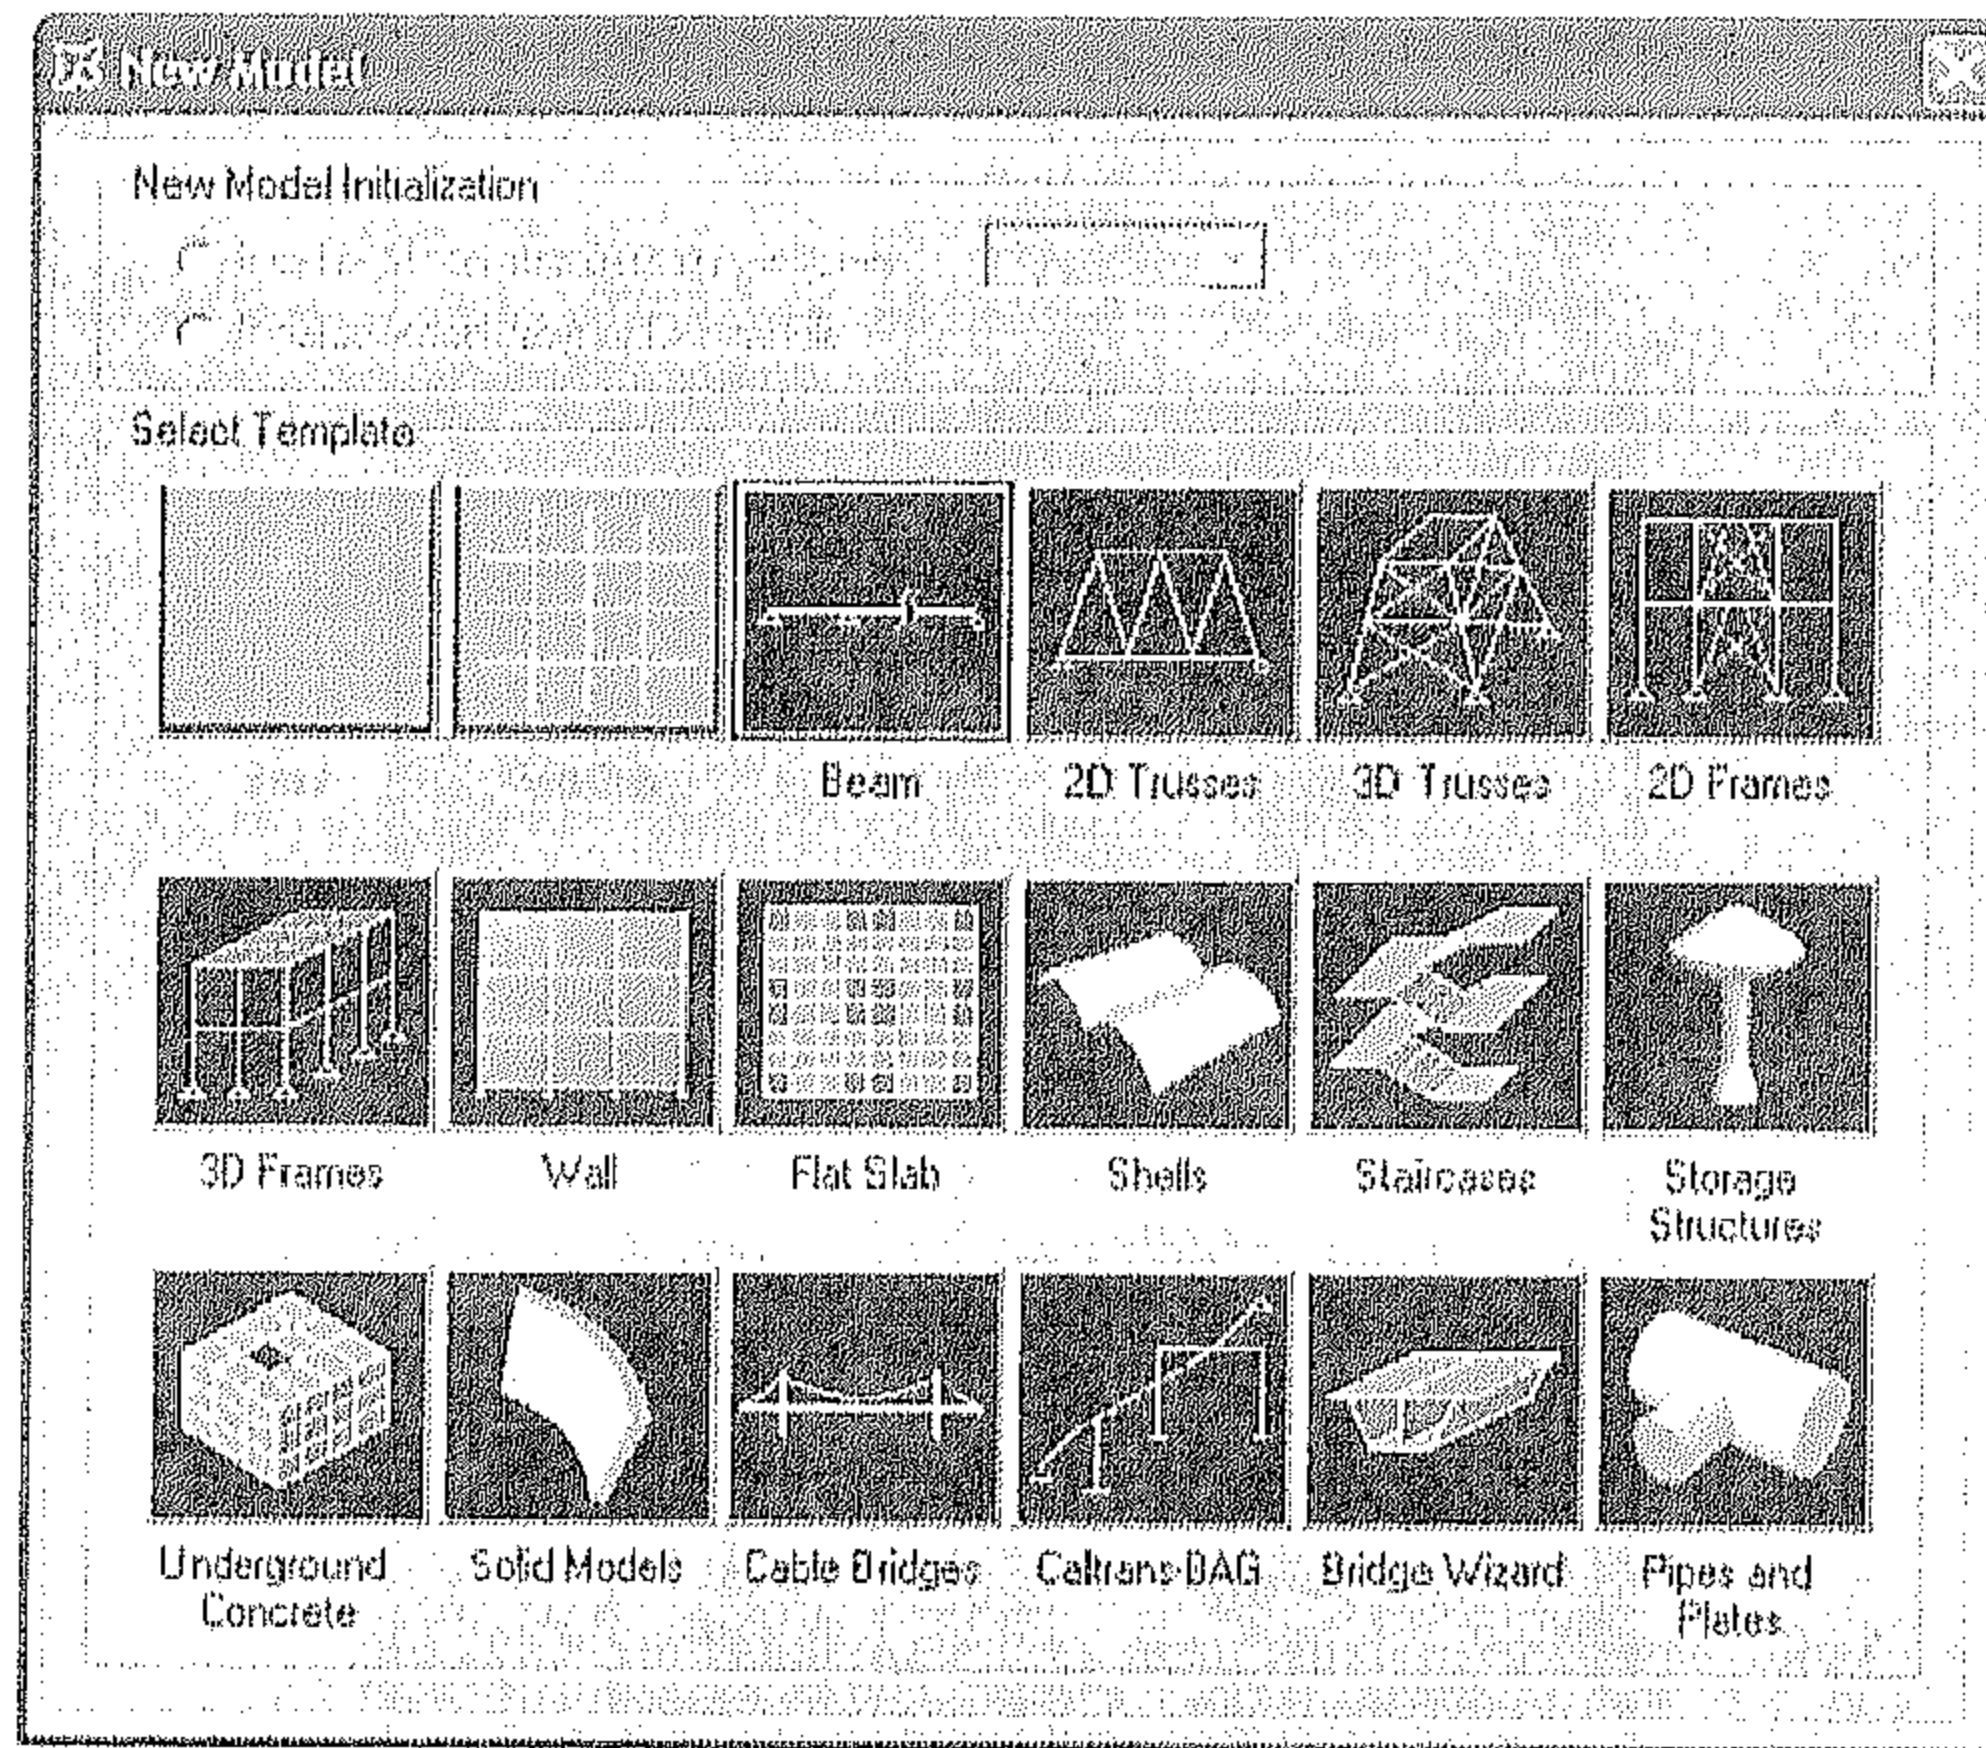 New Model
New Model Initialization
Select Template
Beam
2D Trusses
3D Trusses
2D Frames
3D Frames
Wall
Flat Slab
Shells
Staircases
Storage
Structures
Underground
Concrete
Solid Models
Cable Bridges
Caltrans-BAG
Bridge Wizard
Pipes and
Plates